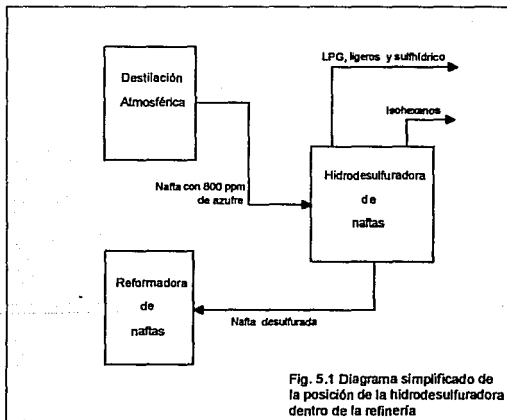 LPG, ligeros y sulfhídrico
Destilación
Atmosférica
Isohexanos
Nafta con 800 ppm
de azufre
Hidrodesulfuradora
de
naftas
Reformadora
de
naftas
Nafta desulfurada
Fig. 5.1 Diagrama simplificado de
la posición de la hidrodesulfuradora
dentro de la refinería